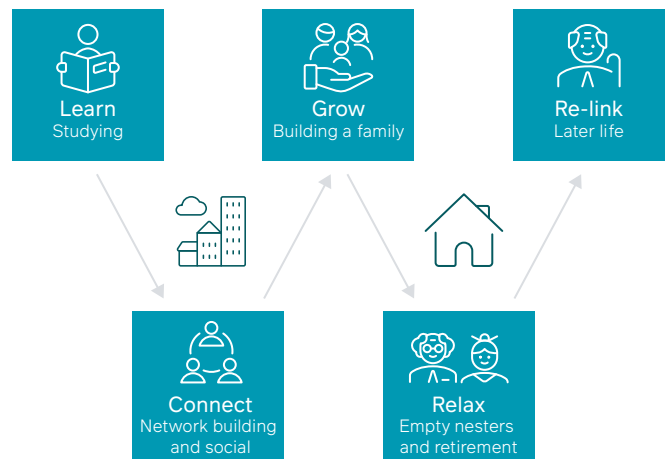 Learn
Studying
Grow
Building a family
Re-link
Later life
Connect
Network building
and social
Relax
Empty nesters
and retirement